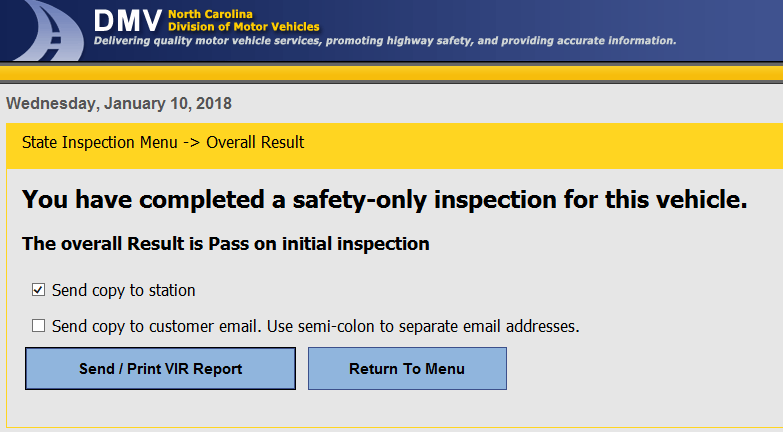 DMV North Carolina
Division of Motor Vehicles
Delivering quality motor vehicle services, promoting highway safety, and providing accurate information.
Wednesday, January 10, 2018
State Inspection Menu -> Overall Result
You have completed a safety-only inspection for this vehicle.
The overall Result is Pass on initial inspection
Send copy to station
Send copy to customer email. Use semi-colon to separate email addresses.
Send / Print VIR Report Return To Menu